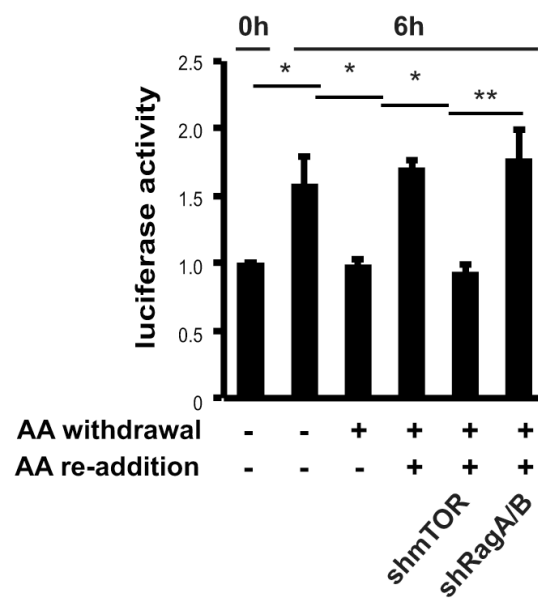 0h 6h
2.5
* * * **
2.0
1.5
1.0
0.5
0
luciferase activity
AA withdrawal - - + + + +
AA re-addition - - - + + +
shmTOR
shRagA/B